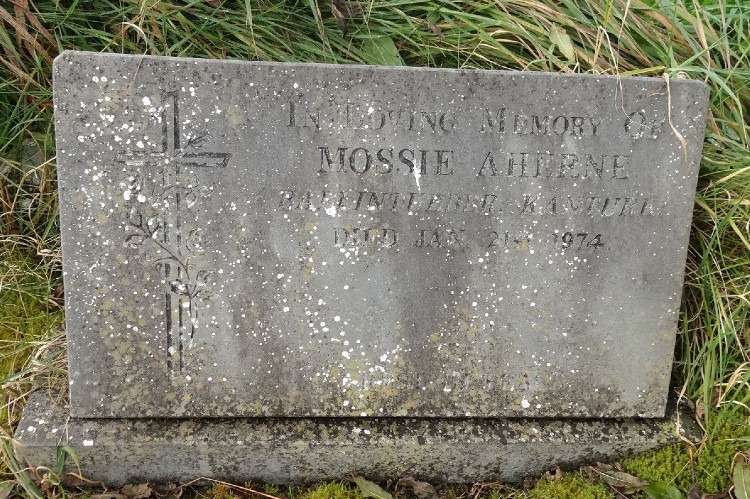 IN LOVING MEMORY OF
MOSSIE AHERNE
KANTURK
DIED JAN. 21st 1974